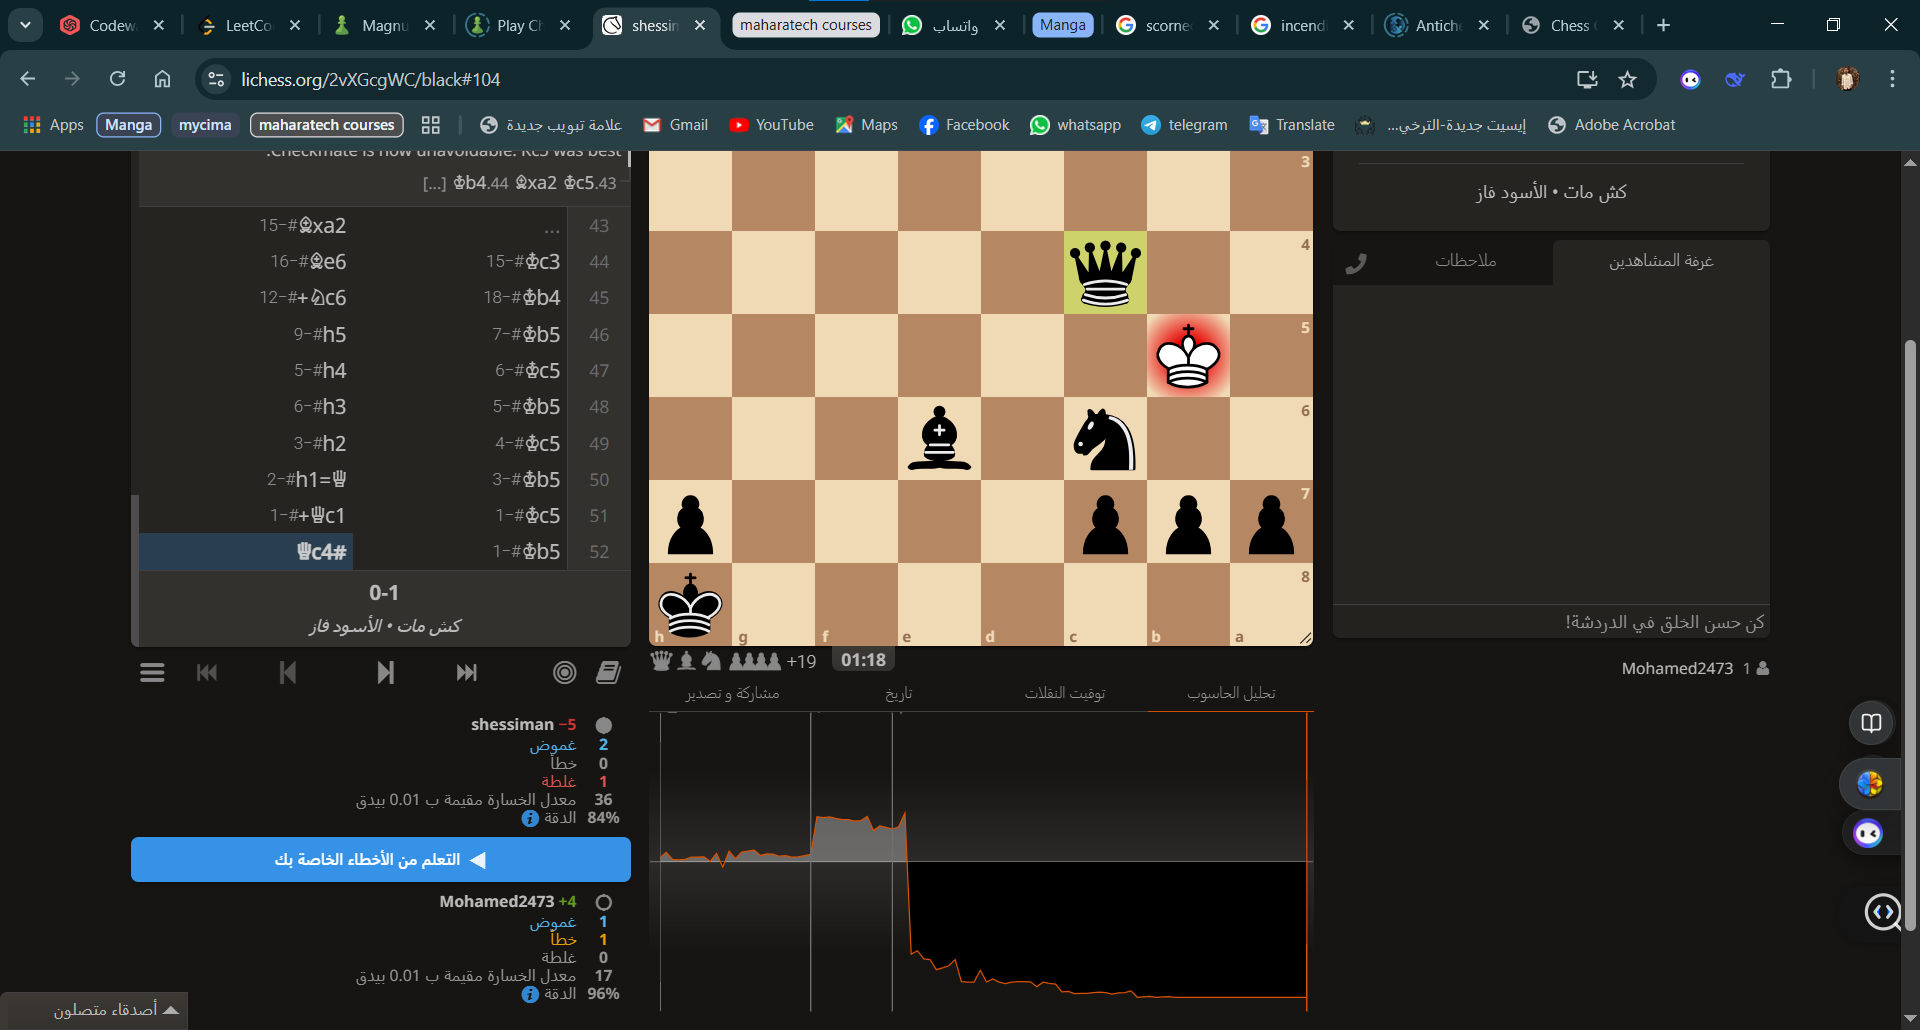 Codew
LeetCo
Magnu
Play Ch
shessin
maharatech courses
واتساب
Manga
scorne
incend
Antiche
Chess
lichess.org/2vXGcgWC/black#104
Apps
Manga
mycima
maharatech courses
علامة تبويب جديدة
Gmail
YouTube
Maps
Facebook
whatsapp
telegram
Translate
إيسيت جديدة-الترخي...
Adobe Acrobat
.Checkmate is now unavoidable. Kc5 was best
[...] ♔b4.44 ♗xa2 ♔c5.43
43 ... ♗xa2 15−#
44 ♔c3 15−# ♗e6 16−#
45 ♔b4 18−# ♘c6+ 12−#
46 ♔b5 7−# h5 9−#
47 ♔c5 6−# h4 5−#
48 ♔b5 5−# h3 6−#
49 ♔c5 4−# h2 3−#
50 ♔b5 3−# h1=♕ 2−#
51 ♔c5 1−# ♕c1+ 1−#
52 ♔b5 1−# ♕c4#
0-1
كش مات • الأسود فاز
shessiman −5
2 غموض
0 خطأ
1 غلطة
36 معدل الخسارة مقيمة ب 0.01 بيدق
84% الدقة
التعلم من الأخطاء الخاصة بك
Mohamed2473 +4
1 غموض
1 خطأ
0 غلطة
17 معدل الخسارة مقيمة ب 0.01 بيدق
96% الدقة
أصدقاء متصلون
3
4
5
6
7
8
h g f e d c b a
+19
01:18
تحليل الحاسوب
توقيت النقلات
تاريخ
مشاركة و تصدير
كش مات • الأسود فاز
غرفة المشاهدين
ملاحظات
كن حسن الخلق في الدردشة!
Mohamed2473 1